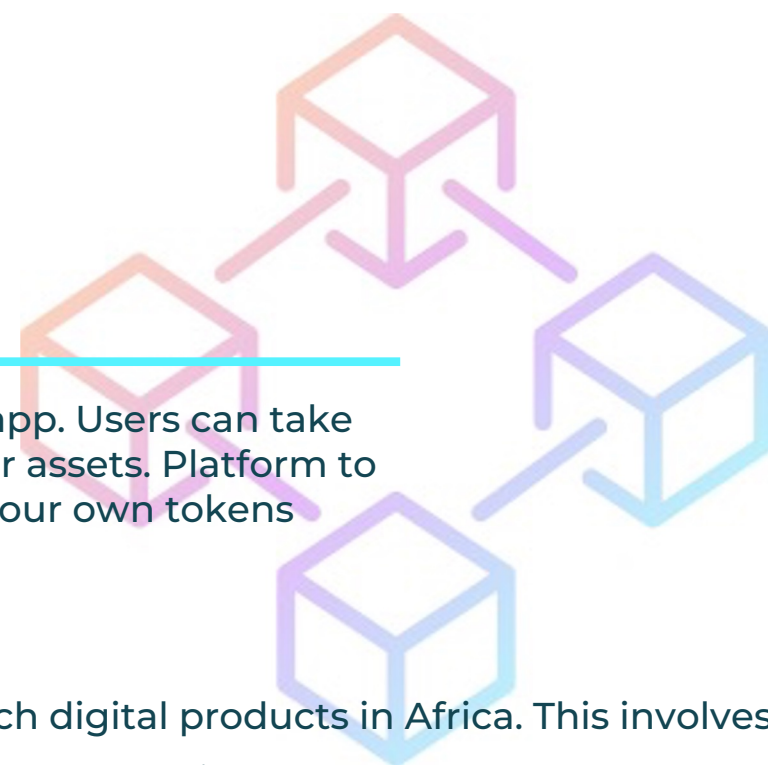 app. Users can take
r assets. Platform to
our own tokens
ch digital products in Africa. This involves